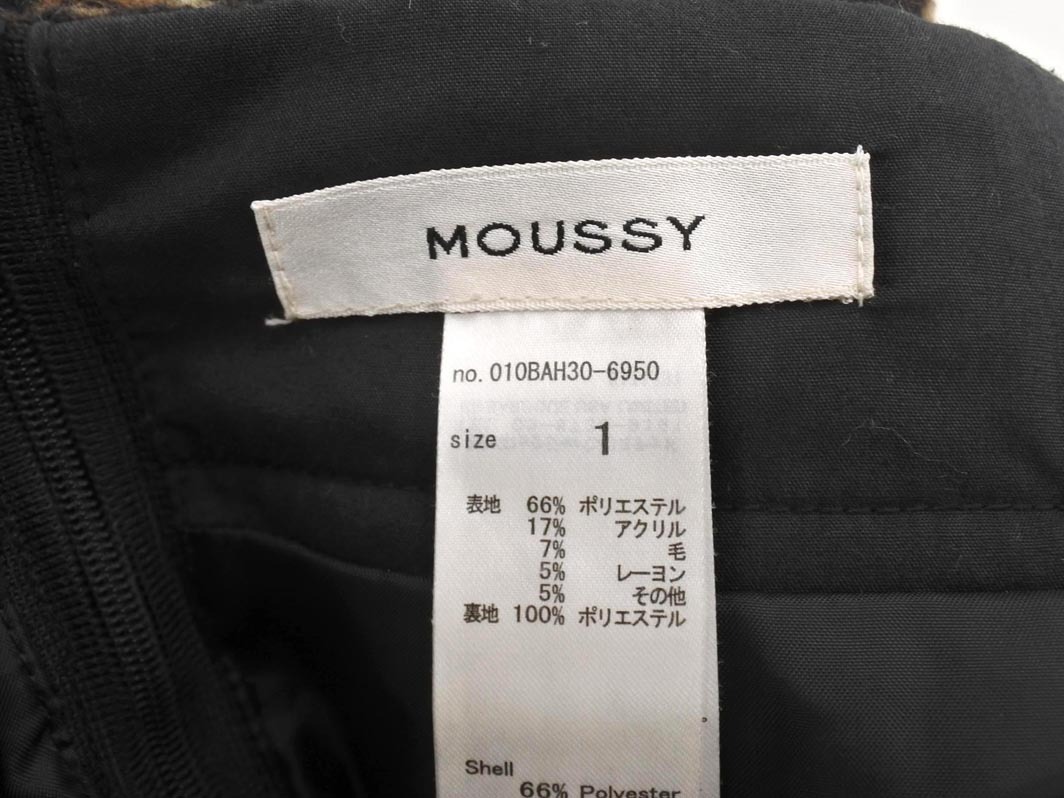 MOUSSY
no. 010BAH30-6950
size 1
表地 66% ポリエステル
17% アクリル
7% 毛
5% レーヨン
5% その他
裏地 100% ポリエステル
Shell
66% Polyester